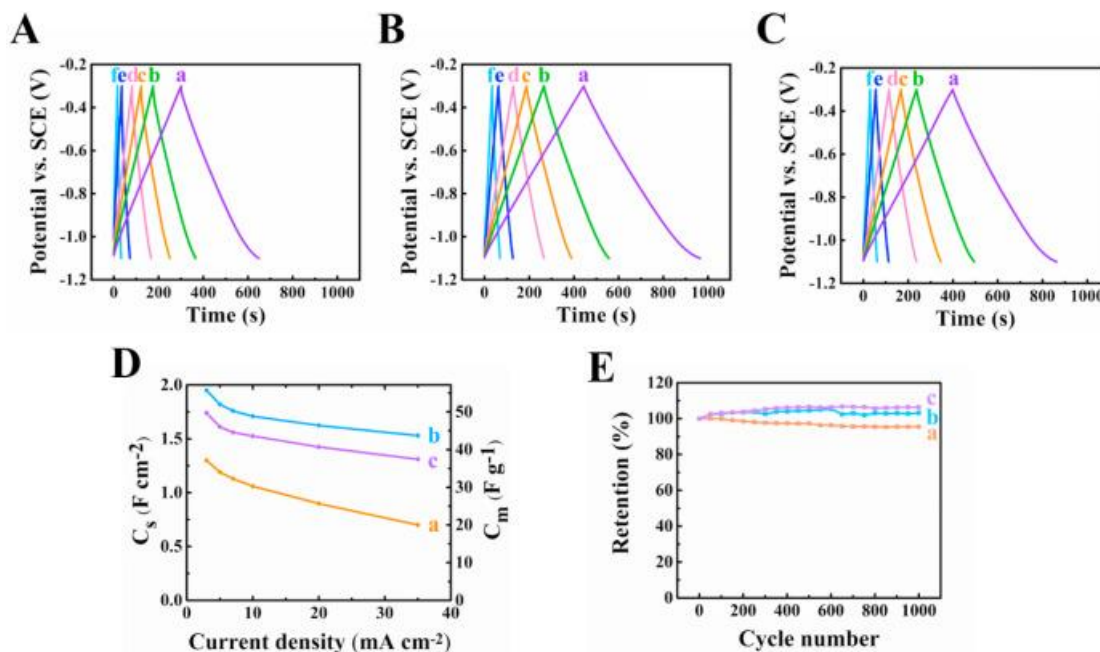 A
B
C
fe d c b a
fe d c b a
fe d c b a
Potential vs. SCE (V)
-0.2
-0.4
-0.6
-0.8
-1.0
-1.2
0 200 400 600 800 1000
Time (s)
Potential vs. SCE (V)
-0.2
-0.4
-0.6
-0.8
-1.0
-1.2
0 200 400 600 800 1000
Time (s)
Potential vs. SCE (V)
-0.2
-0.4
-0.6
-0.8
-1.0
-1.2
0 200 400 600 800 1000
Time (s)
D
Cs (F cm-2)
2.0
1.5
1.0
0.5
0.0
b
c
a
50
40
30
20
10
0
Cm (F g-1)
0 10 20 30 40
Current density (mA cm-2)
E
Retention (%)
120
100
80
60
40
20
0
c
b
a
0 200 400 600 800 1000
Cycle number